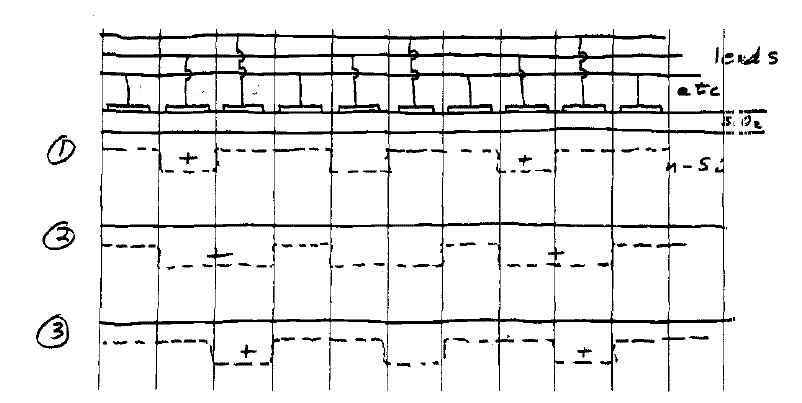 leads
etc
SiO₂
① + +
n-Si
② + +
③ + +